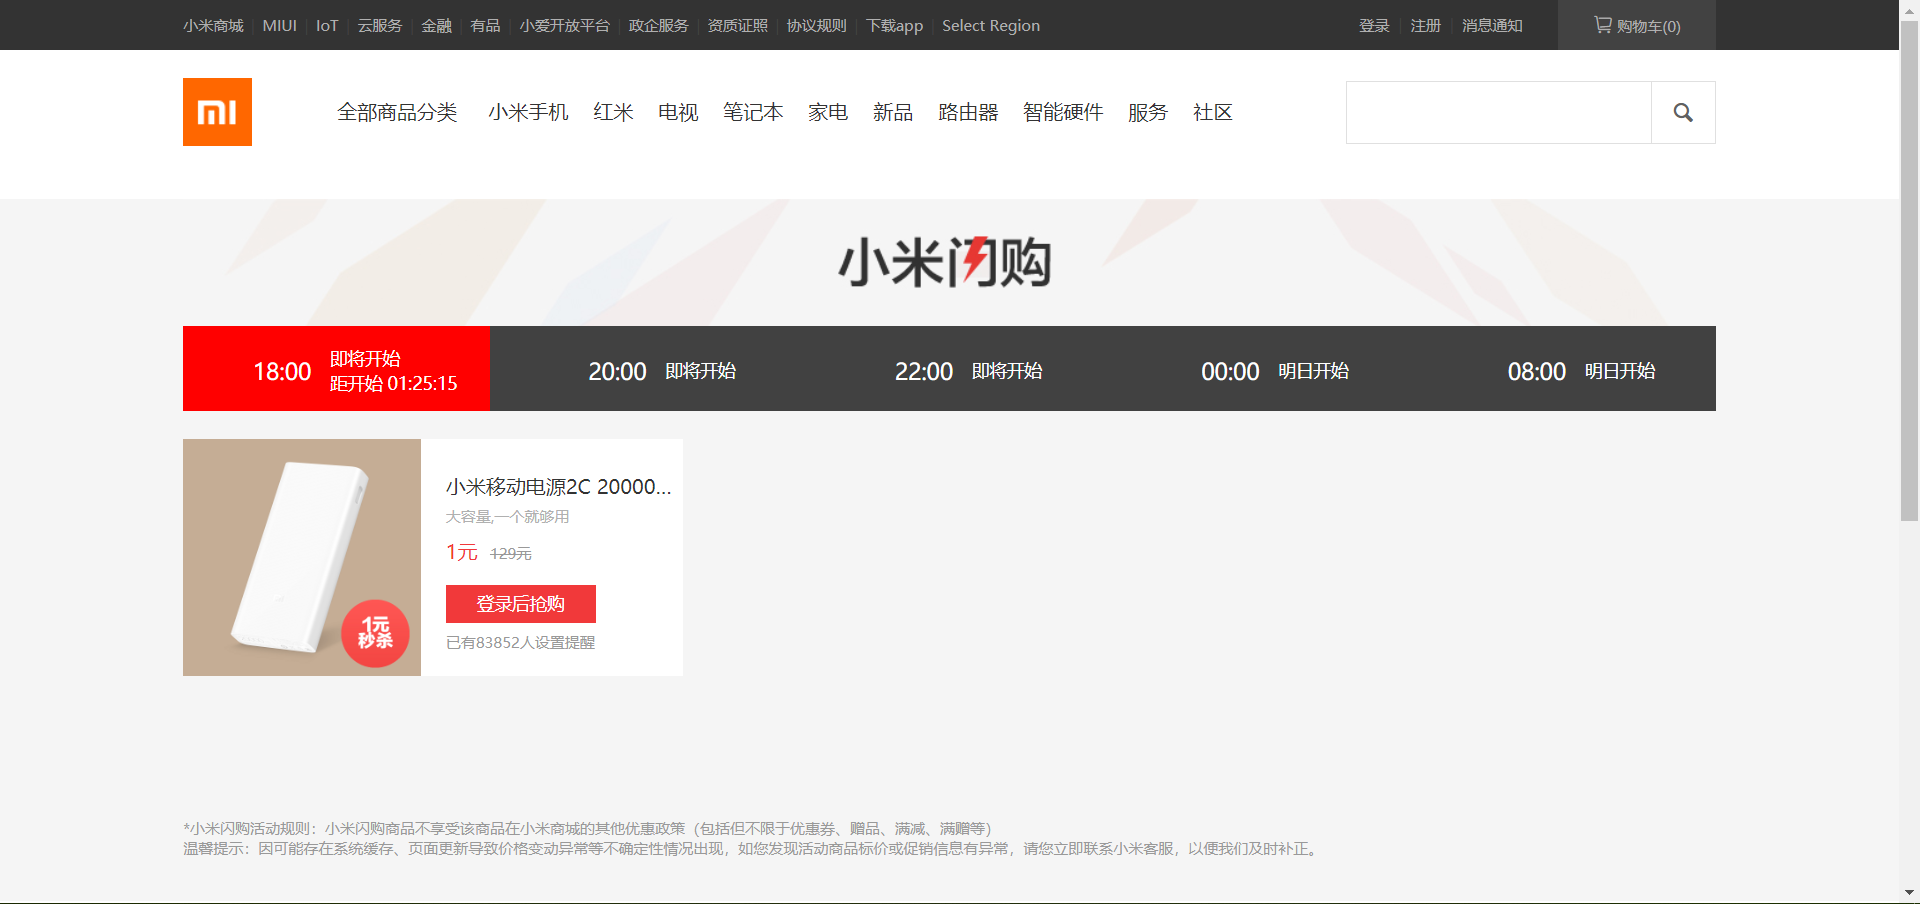 小米商城 MIUI IoT 云服务 金融 有品 小爱开放平台 政企服务 资质证照 协议规则 下载app Select Region 登录 注册 消息通知 购物车(0)
mi 全部商品分类 小米手机 红米 电视 笔记本 家电 新品 路由器 智能硬件 服务 社区
小米闪购
18:00 即将开始
距开始 01:25:15
20:00 即将开始
22:00 即将开始
00:00 明日开始
08:00 明日开始
1元
秒杀
小米移动电源2C 20000...
大容量,一个就够用
1元 129元
登录后抢购
已有83852人设置提醒
*小米闪购活动规则：小米闪购商品不享受该商品在小米商城的其他优惠政策（包括但不限于优惠券、赠品、满减、满赠等）
温馨提示：因可能存在系统缓存、页面更新导致价格变动异常等不确定性情况出现，如您发现活动商品标价或促销信息有异常，请您立即联系小米客服，以便我们及时补正。